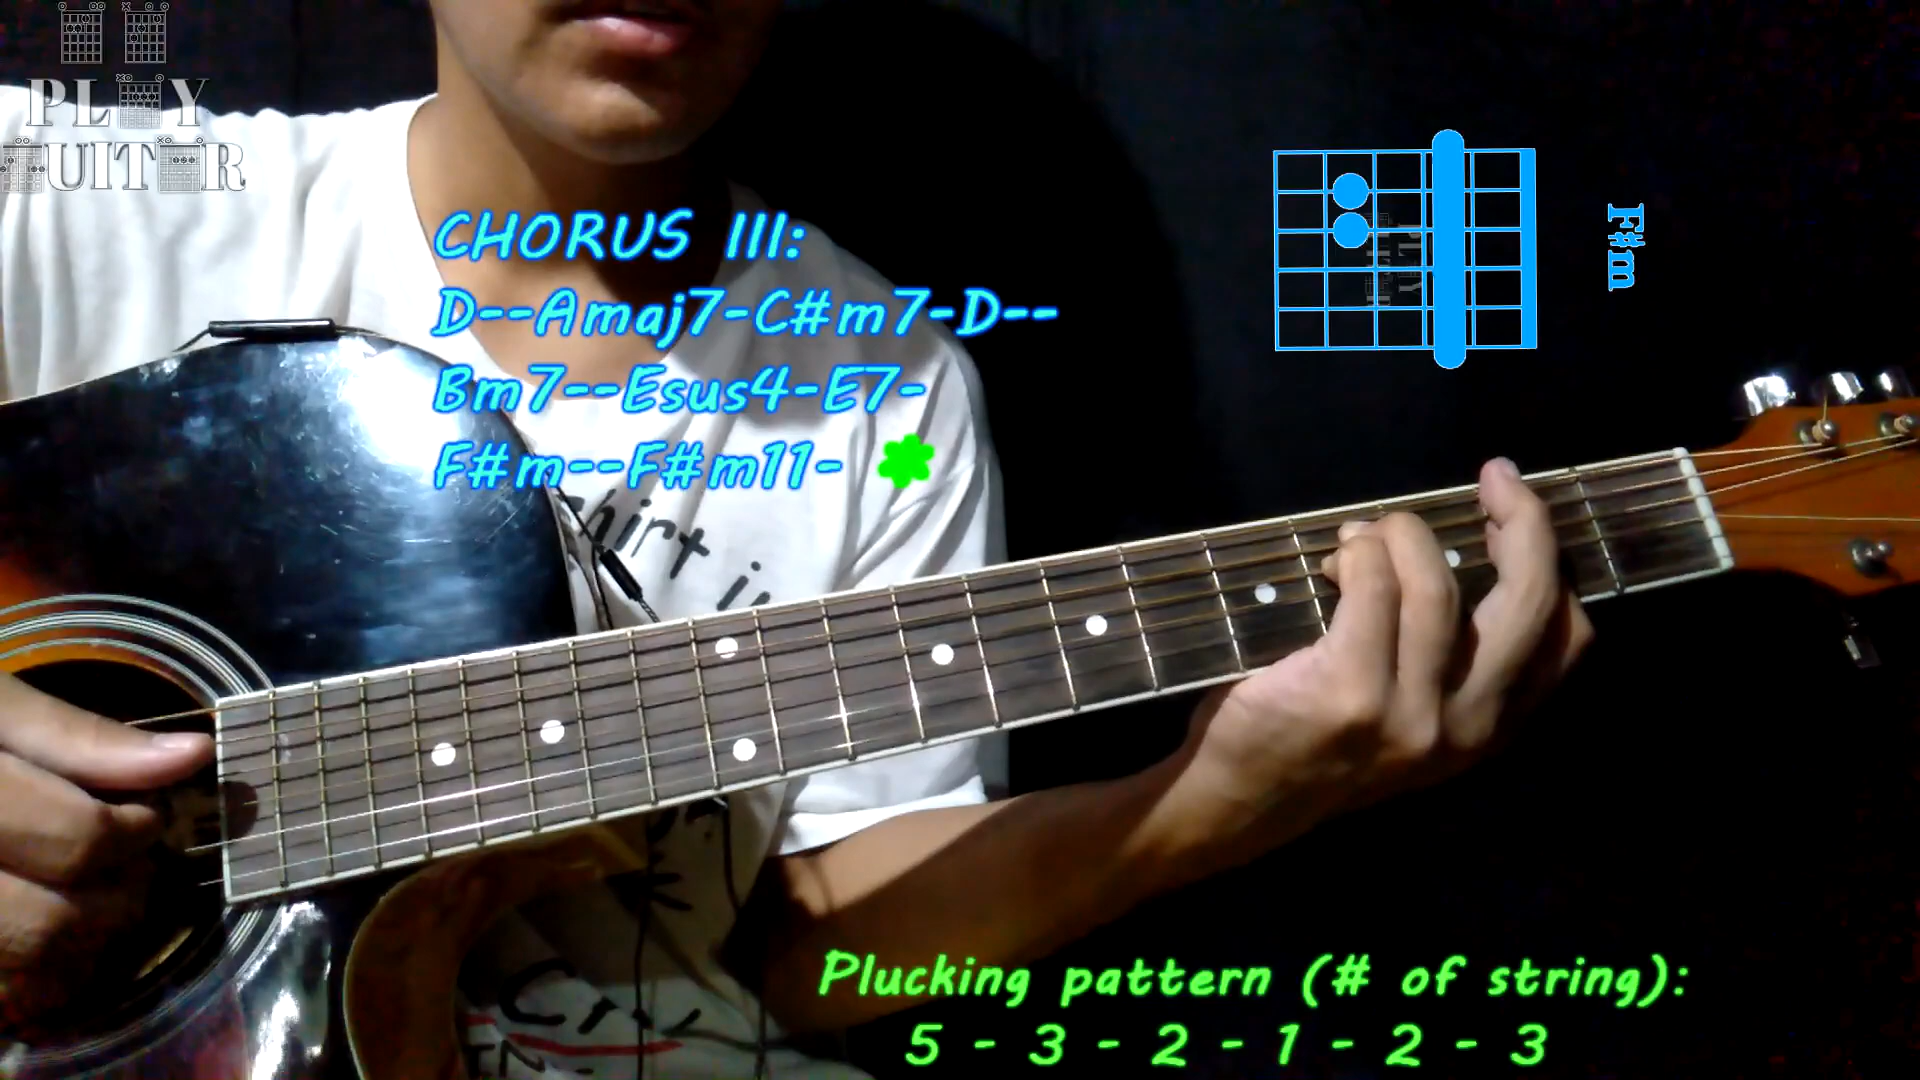 PLAY
GUITAR
CHORUS III:
D--Amaj7-C#m7-D--
Bm7--Esus4-E7-
F#m--F#m11-
F#m
Shirt i
Plucking pattern (# of string):
5 - 3 - 2 - 1 - 2 - 3